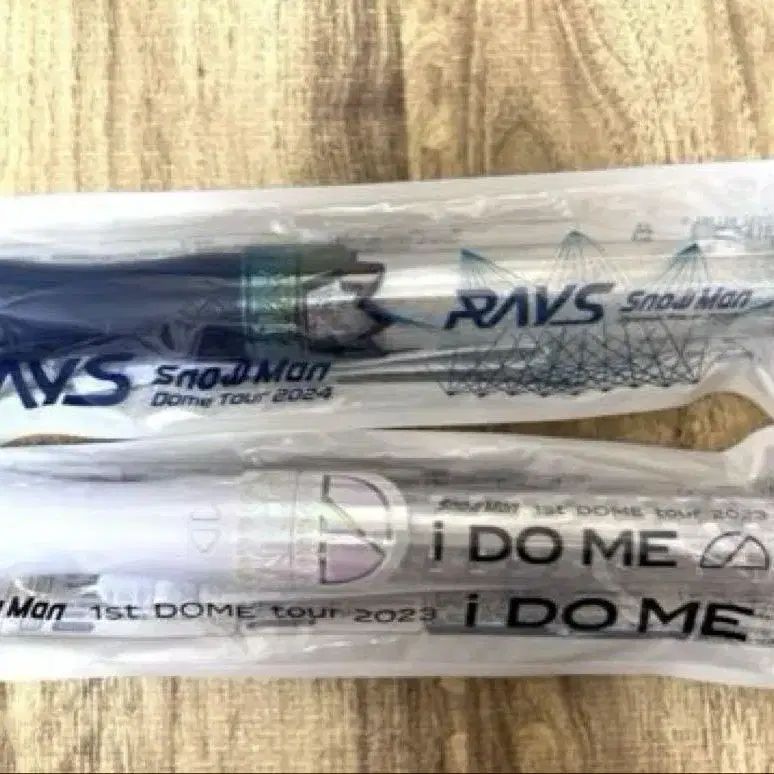 RAYS Snow Man
AYS Snow Man
Dome Tour 2024
Snow Man 1st DOME tour 2023
i DO ME
Man 1st DOME tour 2023 i DO ME